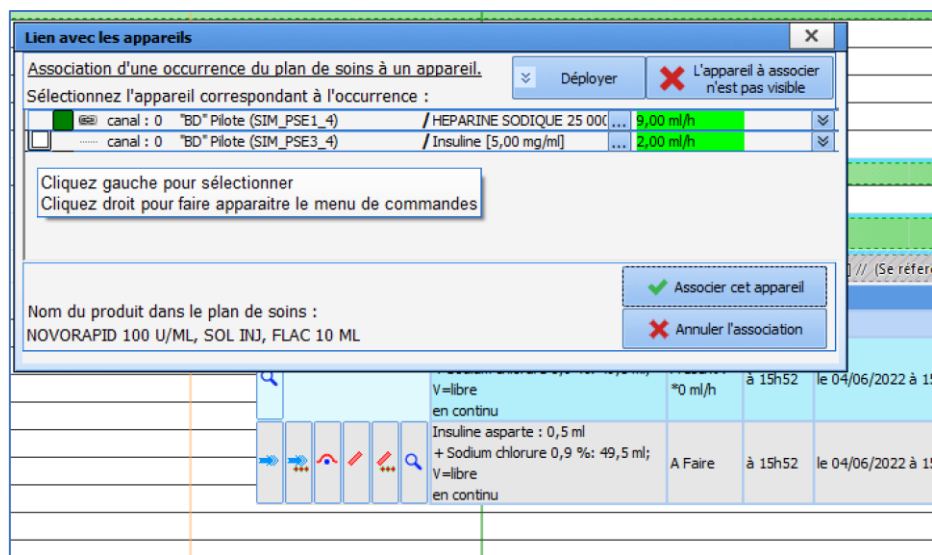 Lien avec les appareils
Association d'une occurrence du plan de soins à un appareil.
Déployer
L'appareil à associer
n'est pas visible
Sélectionnez l'appareil correspondant à l'occurrence :
canal : 0 "BD" Pilote (SIM_PSE1_4) / HEPARINE SODIQUE 25 000 ... 9,00 ml/h
canal : 0 "BD" Pilote (SIM_PSE3_4) / Insuline [5,00 mg/ml] ... 2,00 ml/h
Cliquez gauche pour sélectionner
Cliquez droit pour faire apparaitre le menu de commandes
] // (Se réfere
Associer cet appareil
Nom du produit dans le plan de soins :
NOVORAPID 100 U/ML, SOL INJ, FLAC 10 ML
Annuler l'association
V=libre
en continu
*0 ml/h
à 15h52
le 04/06/2022 à 15
Insuline asparte : 0,5 ml
+ Sodium chlorure 0,9 %: 49,5 ml;
V=libre
en continu
A Faire
à 15h52
le 04/06/2022 à 15